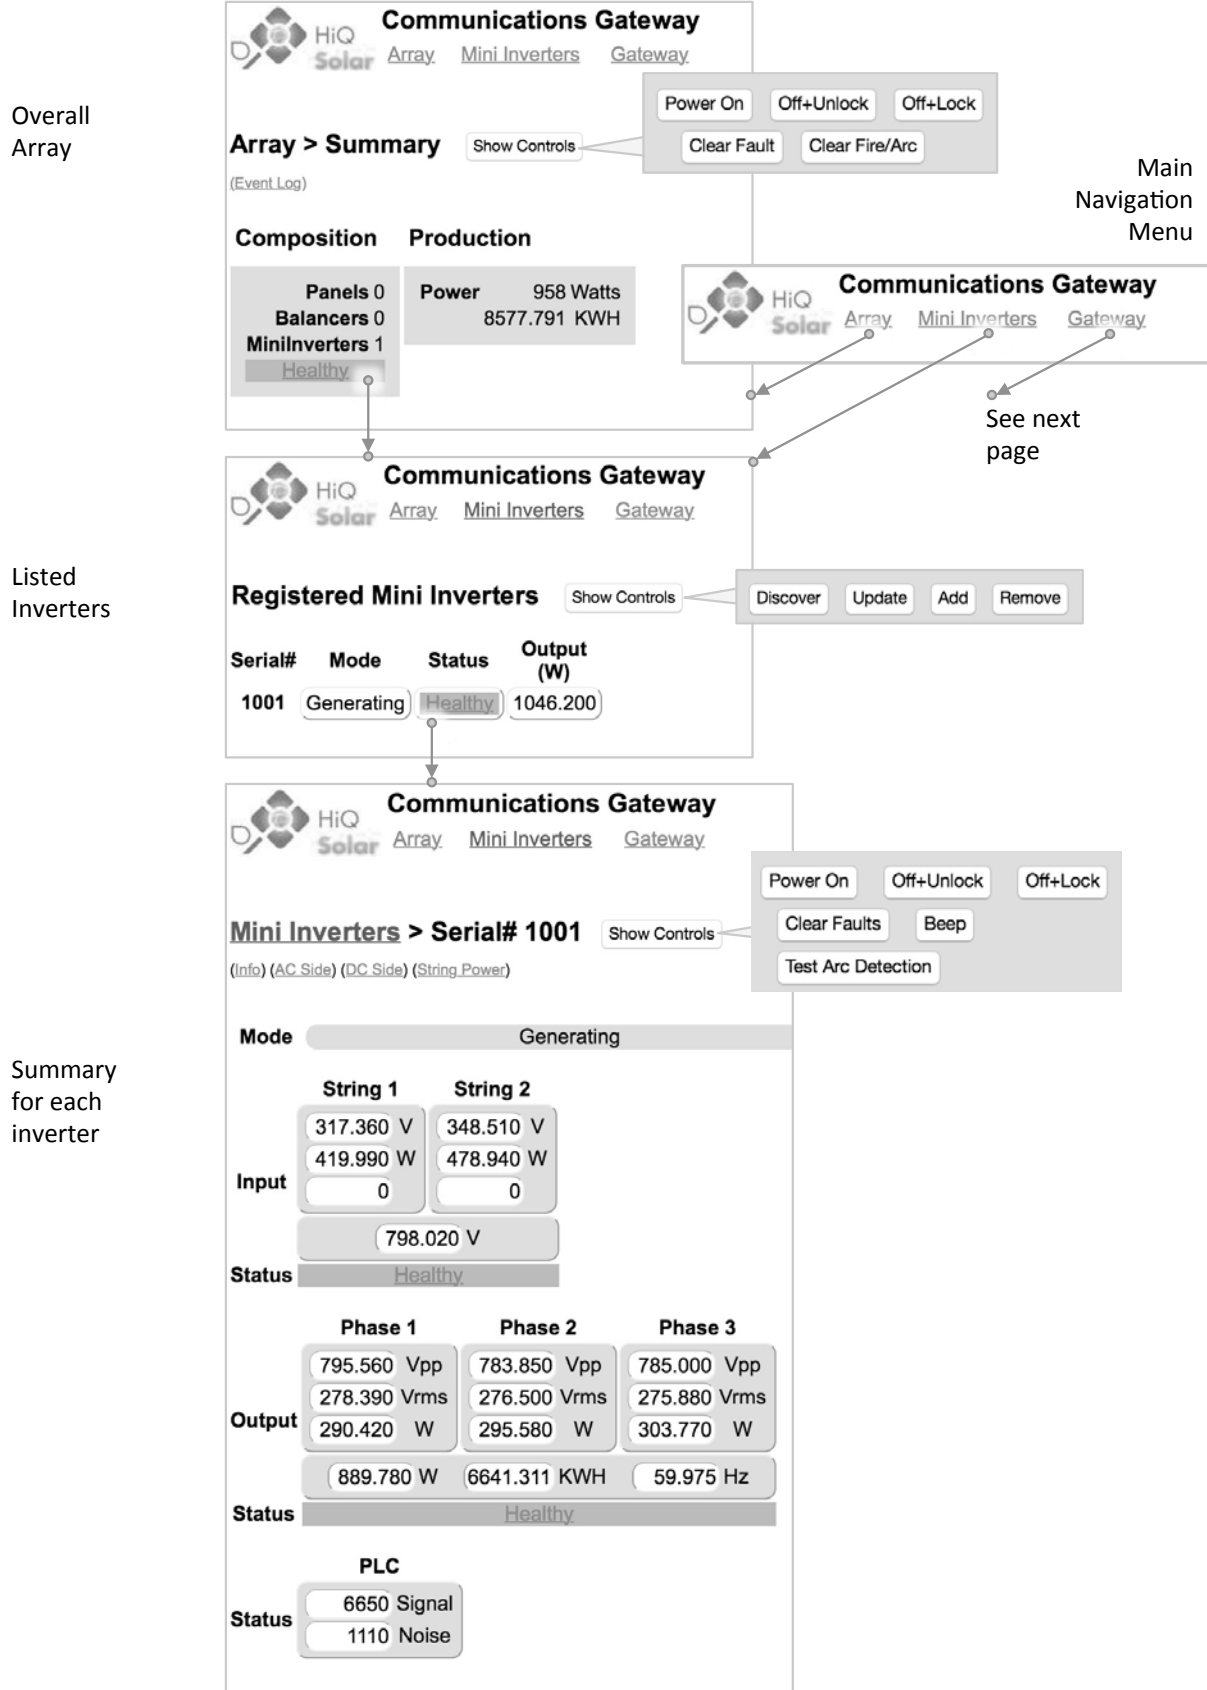 HiQ
Solar
Communications Gateway
Array Mini Inverters Gateway
Overall
Array
Array > Summary
Show Controls
Power On Off+Unlock Off+Lock
Clear Fault Clear Fire/Arc
(Event Log)
Main
Navigation
Menu
Composition Production
Panels 0
Balancers 0
MiniInverters 1
Healthy
Power 958 Watts
8577.791 KWH
HiQ
Solar
Communications Gateway
Array Mini Inverters Gateway
See next
page
HiQ
Solar
Communications Gateway
Array Mini Inverters Gateway
Listed
Inverters
Registered Mini Inverters
Show Controls
Discover Update Add Remove
Serial# Mode Status Output
(W)
1001 Generating Healthy 1046.200
HiQ
Solar
Communications Gateway
Array Mini Inverters Gateway
Mini Inverters > Serial# 1001
Show Controls
Power On Off+Unlock Off+Lock
Clear Faults Beep
Test Arc Detection
(Info) (AC Side) (DC Side) (String Power)
Summary
for each
inverter
Mode Generating
String 1 String 2
317.360 V 348.510 V
419.990 W 478.940 W
Input 0 0
798.020 V
Status Healthy
Phase 1 Phase 2 Phase 3
795.560 Vpp 783.850 Vpp 785.000 Vpp
278.390 Vrms 276.500 Vrms 275.880 Vrms
Output 290.420 W 295.580 W 303.770 W
889.780 W 6641.311 KWH 59.975 Hz
Status Healthy
PLC
6650 Signal
Status
1110 Noise